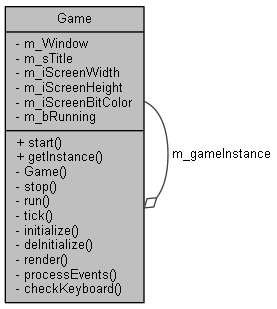 Game
- m_Window
- m_sTitle
- m_iScreenWidth
- m_iScreenHeight
- m_iScreenBitColor
- m_bRunning
+ start()
+ getInstance()
- Game()
- stop()
- run()
- tick()
- initialize()
- deInitialize()
- render()
- processEvents()
- checkKeyboard()
m_gameInstance